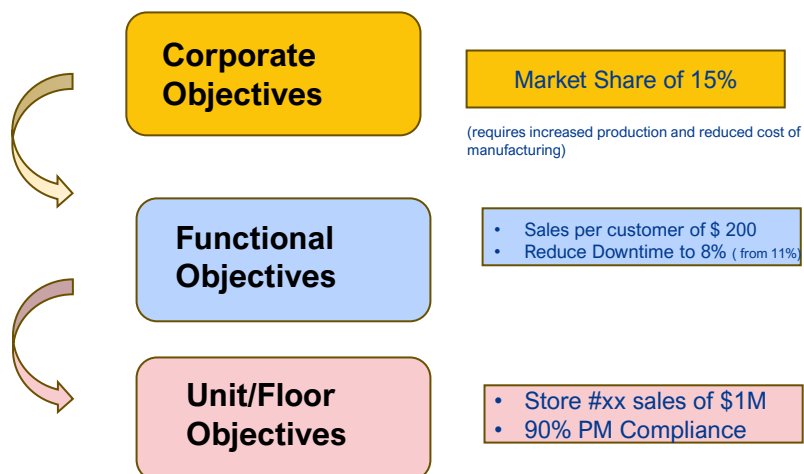 Corporate
Objectives
Market Share of 15%
(requires increased production and reduced cost of
manufacturing)
Functional
Objectives
• Sales per customer of $ 200
• Reduce Downtime to 8% ( from 11%)
Unit/Floor
Objectives
• Store #xx sales of $1M
• 90% PM Compliance